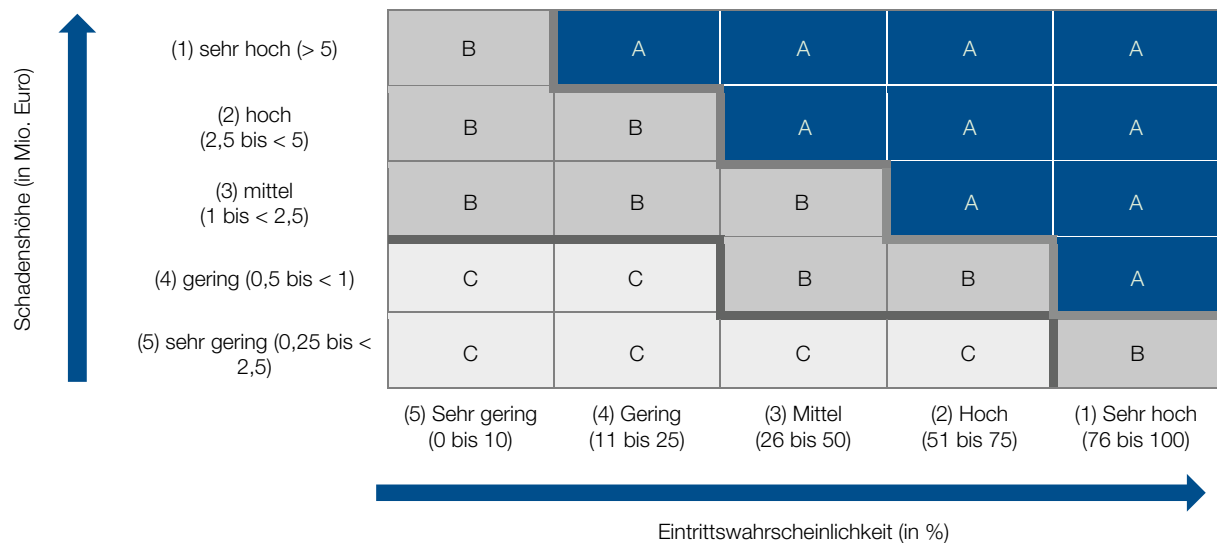 Schadenshöhe (in Mio. Euro)
(1) sehr hoch (> 5)
B
A
A
A
A
(2) hoch
(2,5 bis < 5)
B
B
A
A
A
(3) mittel
(1 bis < 2,5)
B
B
B
A
A
(4) gering (0,5 bis < 1)
C
C
B
B
A
(5) sehr gering (0,25 bis <
2,5)
C
C
C
C
B
(5) Sehr gering
(0 bis 10)
(4) Gering
(11 bis 25)
(3) Mittel
(26 bis 50)
(2) Hoch
(51 bis 75)
(1) Sehr hoch
(76 bis 100)
Eintrittswahrscheinlichkeit (in %)